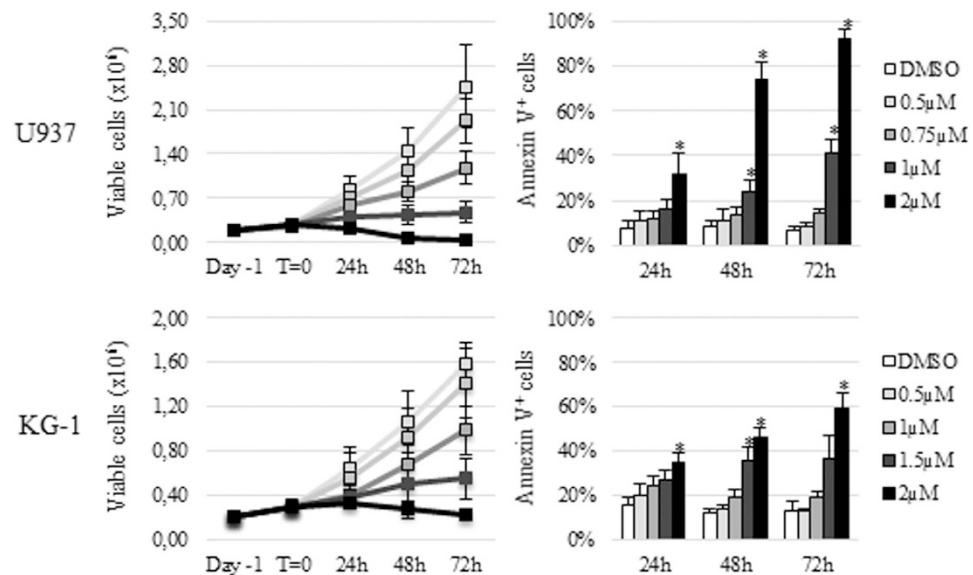 U937
Viable cells (x10⁶)
3,50
2,80
2,10
1,40
0,70
0,00
Day -1 T=0 24h 48h 72h
Annexin V⁺ cells
100%
80%
60%
40%
20%
0%
* * * * *
24h 48h 72h
DMSO
0.5µM
0.75µM
1µM
2µM
KG-1
Viable cells (x10⁶)
2,00
1,60
1,20
0,80
0,40
0,00
Day -1 T=0 24h 48h 72h
Annexin V⁺ cells
100%
80%
60%
40%
20%
0%
* * * *
24h 48h 72h
DMSO
0.5µM
1µM
1.5µM
2µM